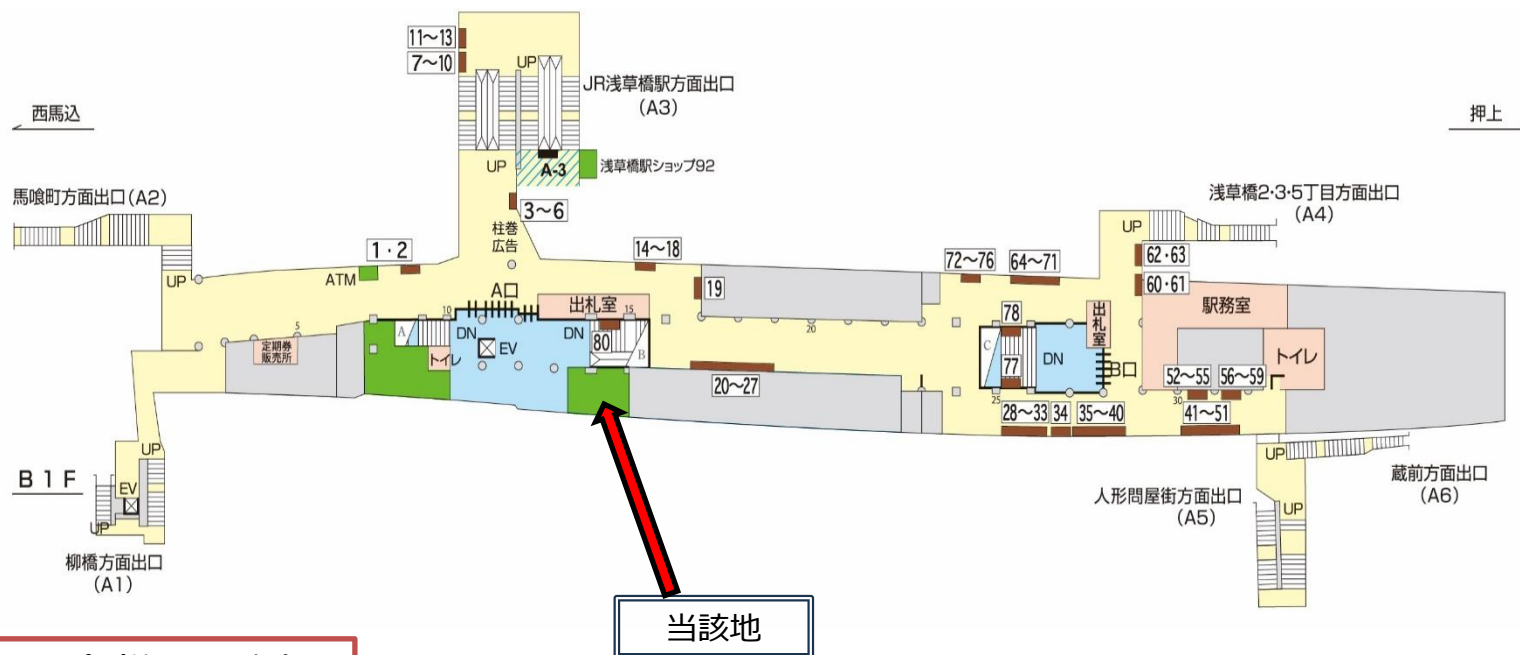 11～13
7～10
UP
UP
JR浅草橋駅方面出口
(A3)
西馬込
押上
UP
A-3
浅草橋駅ショップ92
馬喰町方面出口(A2)
浅草橋2・3・5丁目方面出口
(A4)
3～6
柱巻
広告
UP
1・2
14～18
72～76
64～71
62・63
UP
ATM
A口
19
60・61
出札室
駅務室
5
10
15
20
78
出札室
定期券
販売所
A
DN
EV
DN
80
B
C
DN
トイレ
トイレ
77
B口
20～27
52～55
56～59
25
30
28～33
34
35～40
41～51
UP
B1F
EV
UP
UP
蔵前方面出口
(A6)
人形問屋街方面出口
(A5)
UP
柳橋方面出口
(A1)
当該地